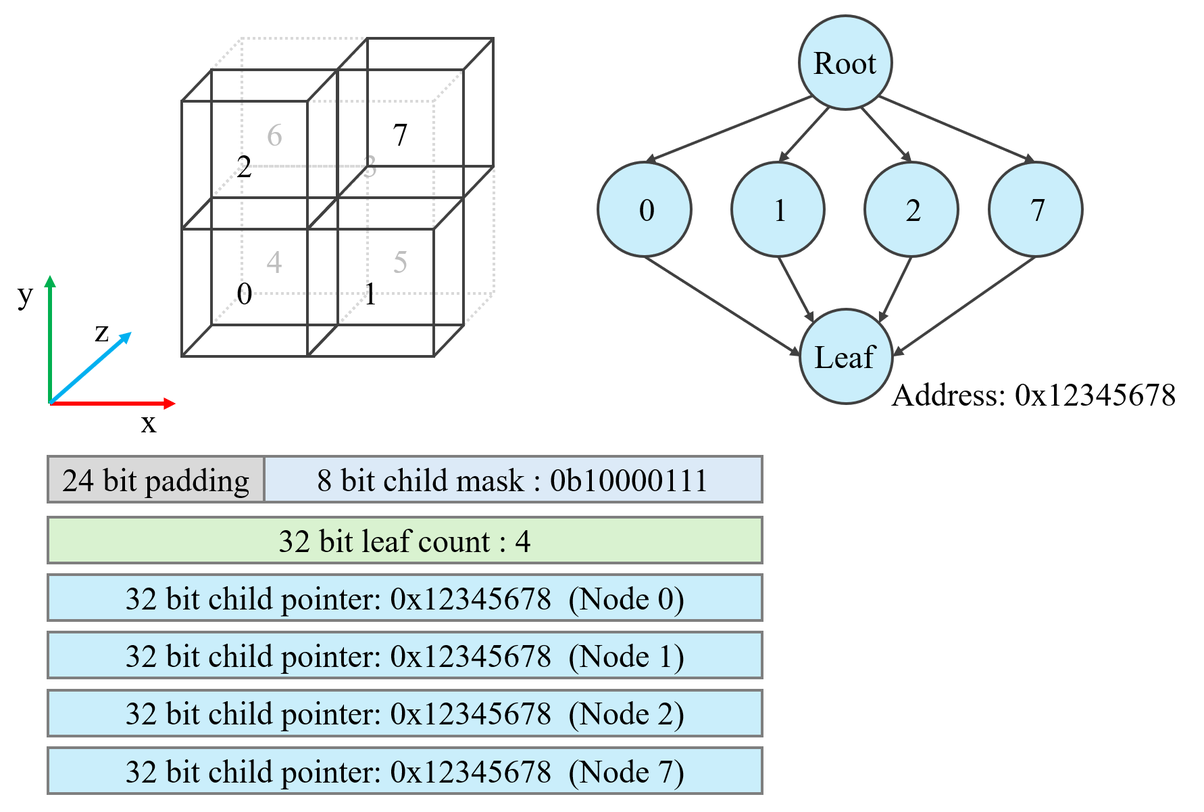 Root
6
7
2
3
0
1
2
7
4
5
0
1
y
z
x
Leaf
Address: 0x12345678
24 bit padding
8 bit child mask : 0b10000111
32 bit leaf count : 4
32 bit child pointer: 0x12345678 (Node 0)
32 bit child pointer: 0x12345678 (Node 1)
32 bit child pointer: 0x12345678 (Node 2)
32 bit child pointer: 0x12345678 (Node 7)